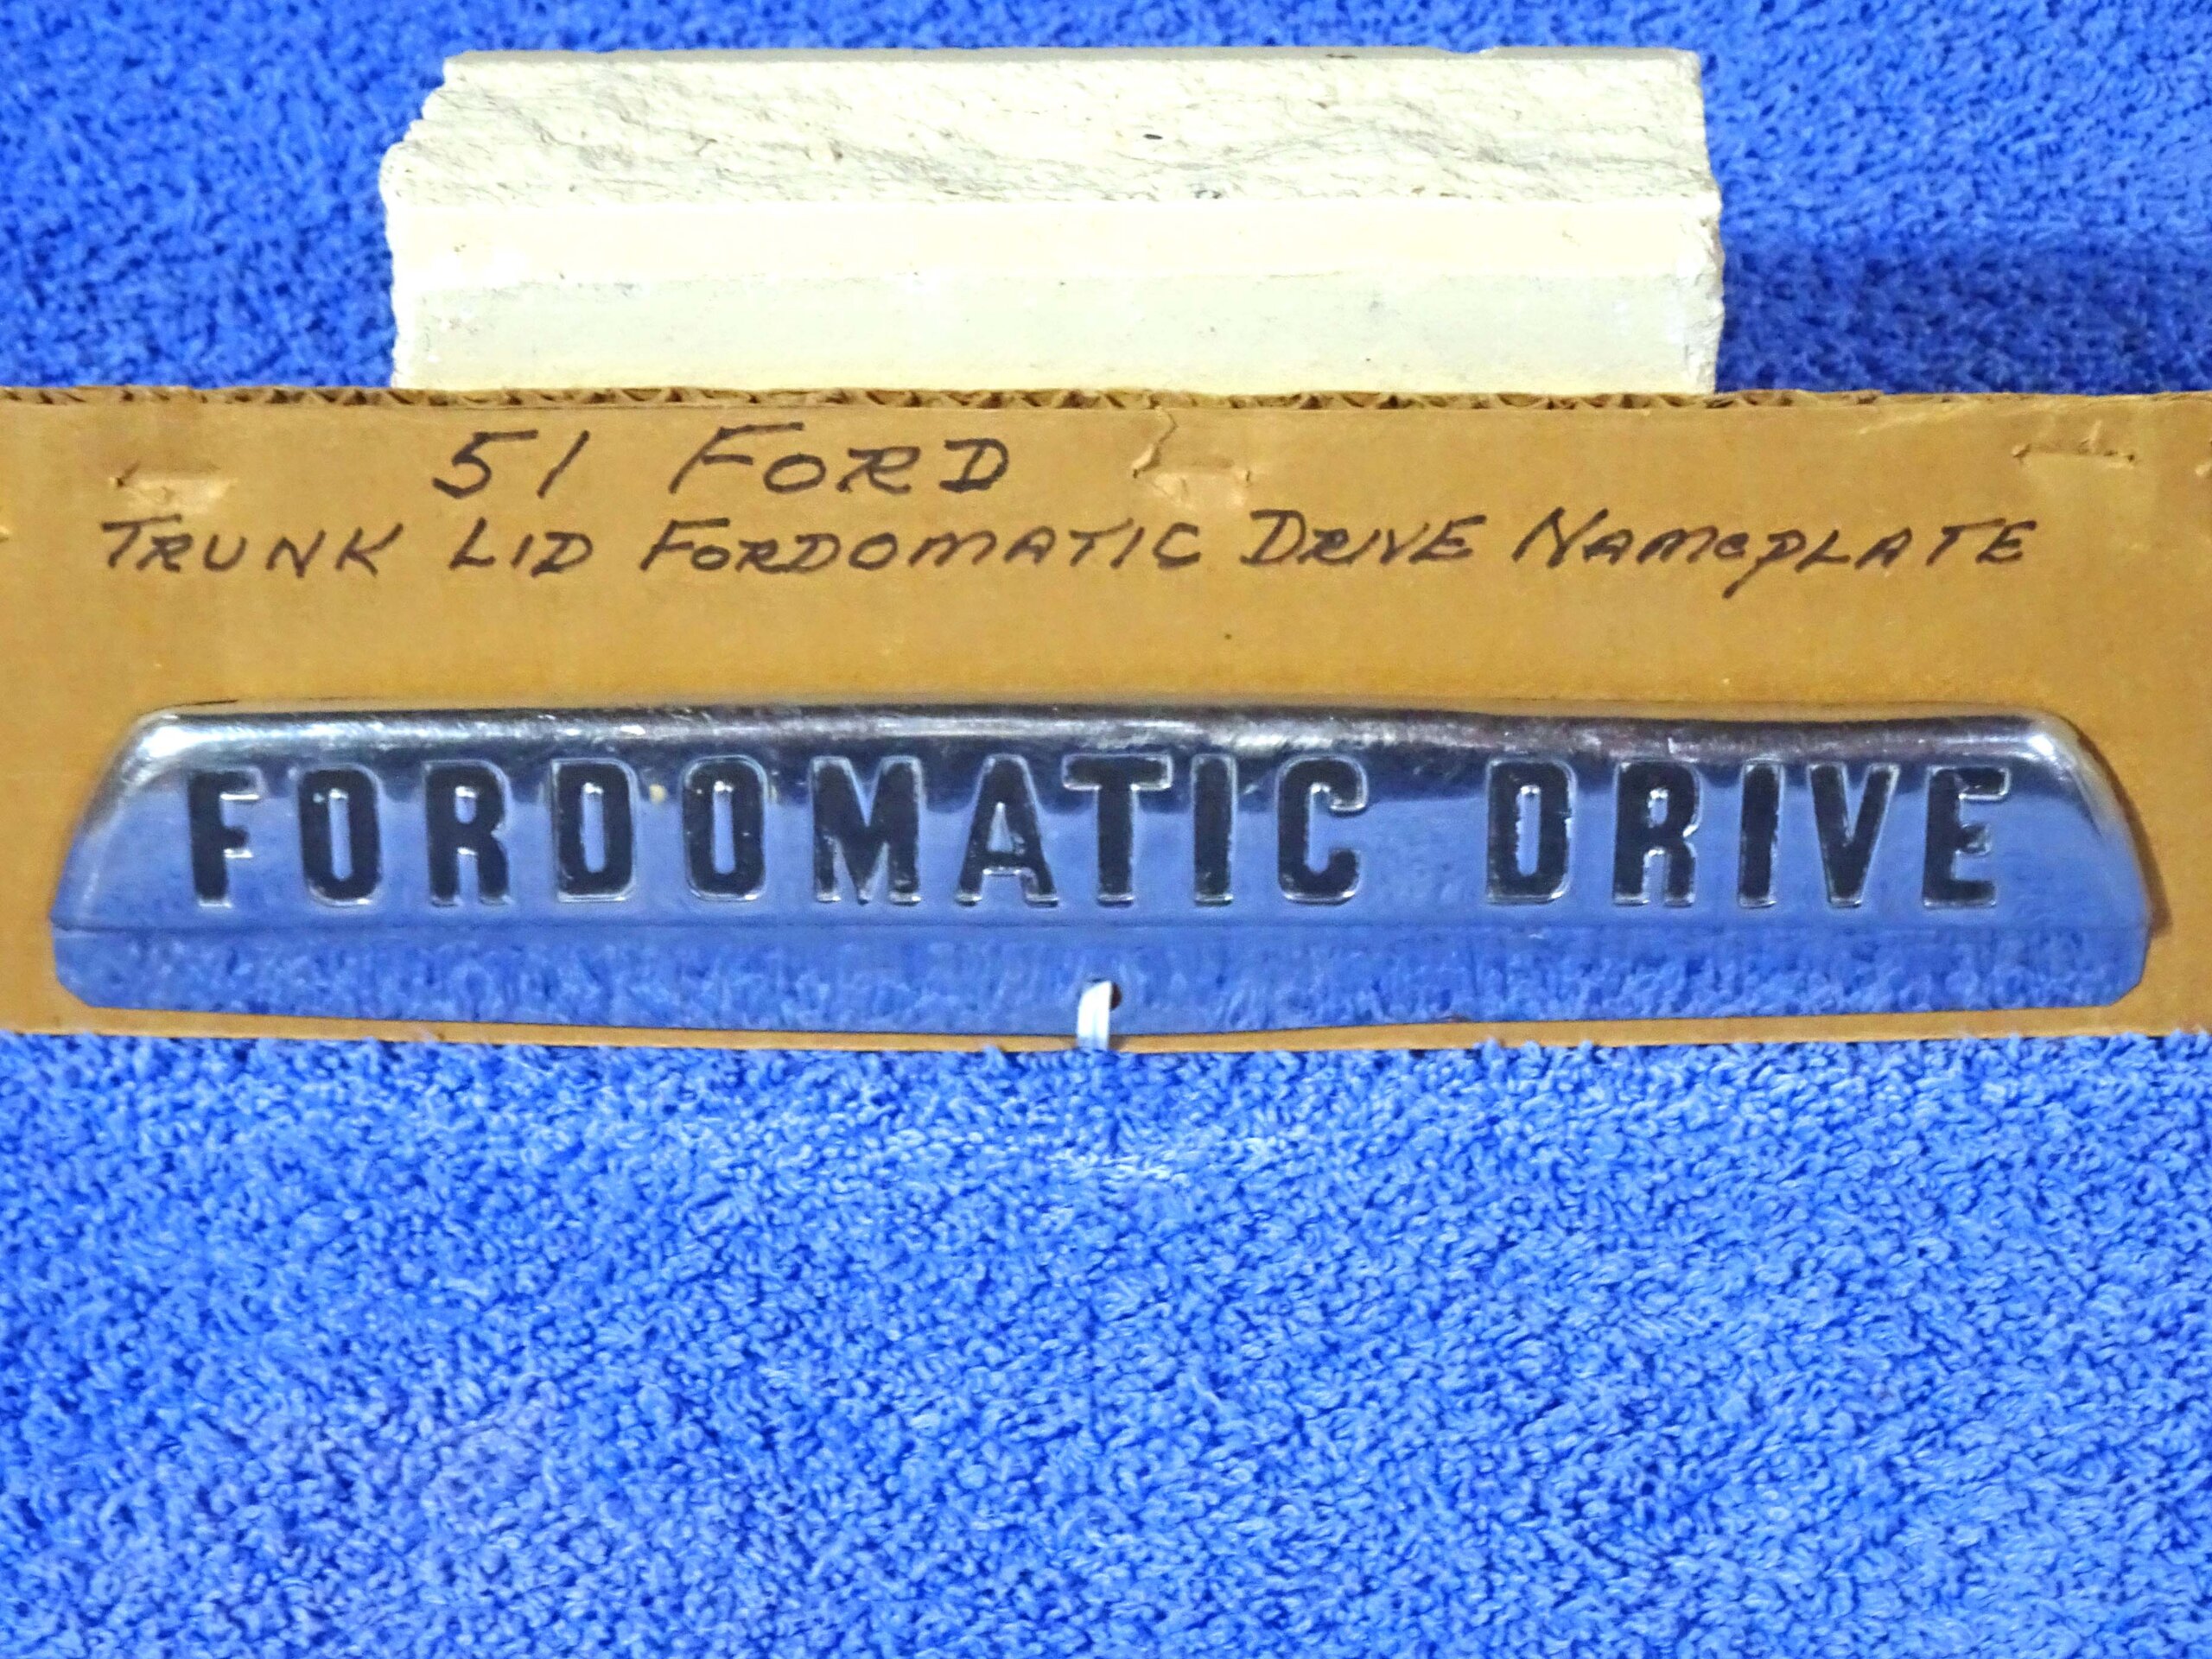 51 FORD
TRUNK LID FORDOMATIC DRIVE NAMePLATE
FORDOMATIC DRIVE